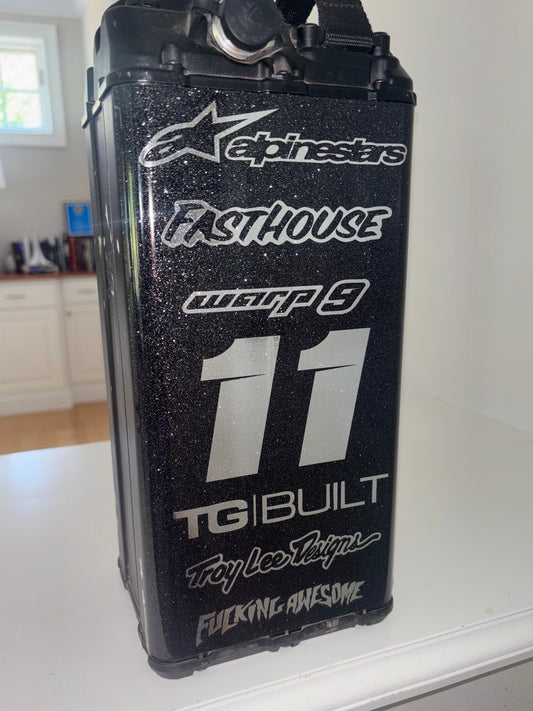 alpinestars
FASTHOUSE
warp 9
11
TG|BUILT
Troy Lee Designs
FUCKING AWESOME